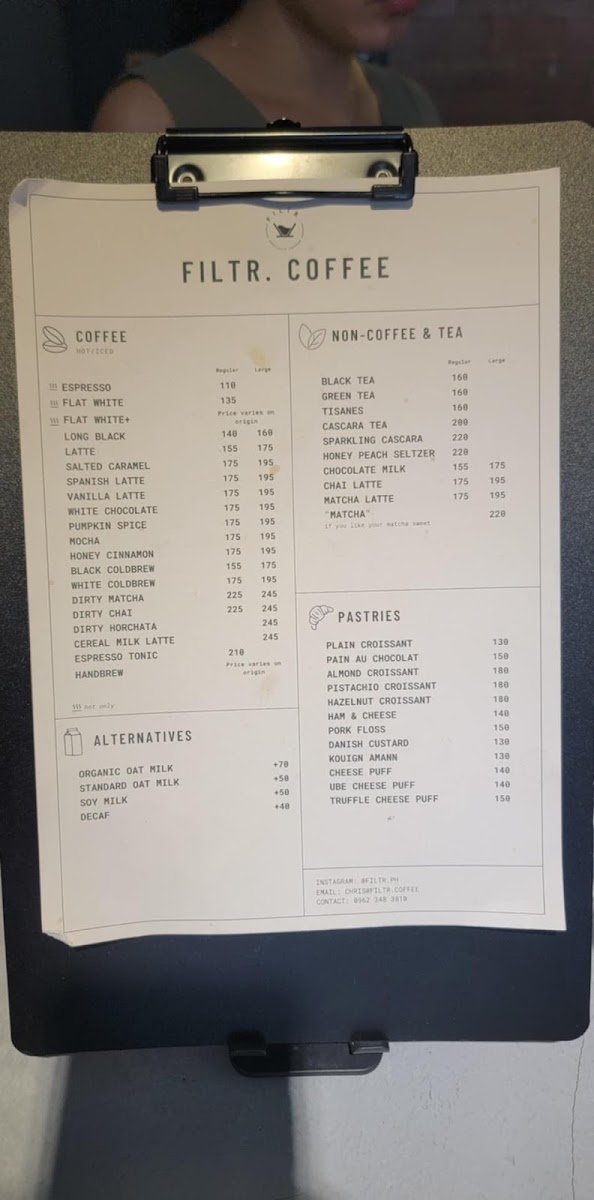 FILTR
FILTR. COFFEE
COFFEE
HOT/ICED
Regular Large
ESPRESSO 110
FLAT WHITE 135
FLAT WHITE+ Price varies on origin
LONG BLACK 140 160
LATTE 155 175
SALTED CARAMEL 175 195
SPANISH LATTE 175 195
VANILLA LATTE 175 195
WHITE CHOCOLATE 175 195
PUMPKIN SPICE 175 195
MOCHA 175 195
HONEY CINNAMON 175 195
BLACK COLDBREW 155 175
WHITE COLDBREW 175 195
DIRTY MATCHA 225 245
DIRTY CHAI 225 245
DIRTY HORCHATA 245
CEREAL MILK LATTE 245
ESPRESSO TONIC 210
HANDBREW Price varies on origin
hot only
ALTERNATIVES
ORGANIC OAT MILK +70
STANDARD OAT MILK +50
SOY MILK +50
DECAF +40
NON-COFFEE & TEA
Regular Large
BLACK TEA 160
GREEN TEA 160
TISANES 160
CASCARA TEA 200
SPARKLING CASCARA 220
HONEY PEACH SELTZER 220
CHOCOLATE MILK 155 175
CHAI LATTE 175 195
MATCHA LATTE 175 195
"MATCHA" 220
if you like your matcha sweet
PASTRIES
PLAIN CROISSANT 130
PAIN AU CHOCOLAT 150
ALMOND CROISSANT 180
PISTACHIO CROISSANT 180
HAZELNUT CROISSANT 180
HAM & CHEESE 140
PORK FLOSS 150
DANISH CUSTARD 130
KOUIGN AMANN 130
CHEESE PUFF 140
UBE CHEESE PUFF 140
TRUFFLE CHEESE PUFF 150
INSTAGRAM: @FILTR.PH
EMAIL: CHRIS@FILTR.COFFEE
CONTACT: 0962 348 2810